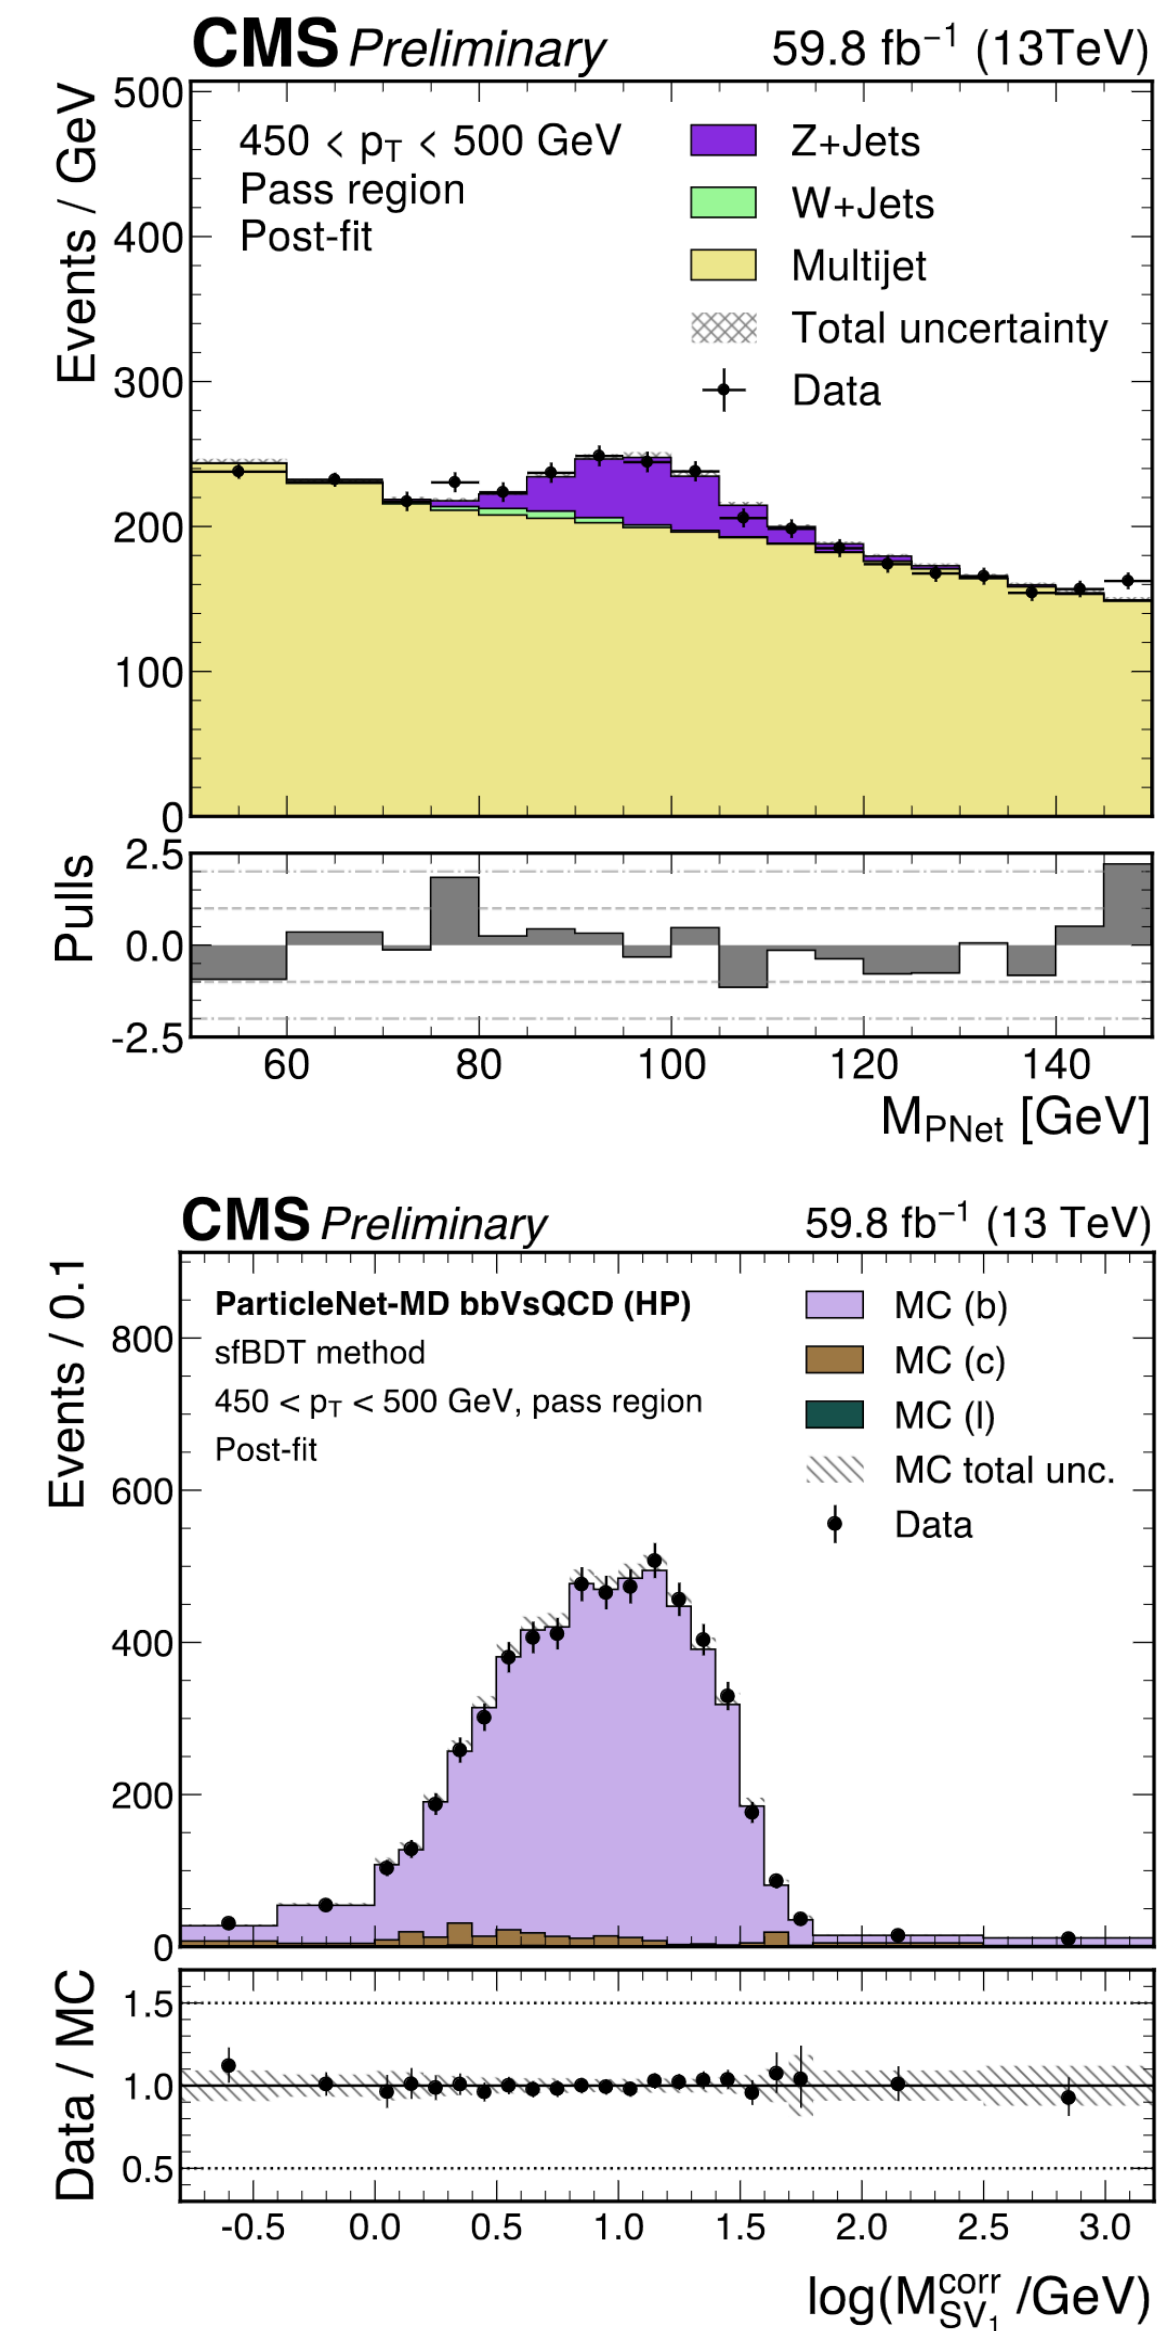 CMS Preliminary 59.8 fb⁻¹ (13TeV)
Events / GeV
500
400
300
200
100
0
450 < pT < 500 GeV
Pass region
Post-fit
Z+Jets
W+Jets
Multijet
Total uncertainty
Data
Pulls
2.5
0.0
-2.5
60 80 100 120 140
M_PNet [GeV]
CMS Preliminary 59.8 fb⁻¹ (13 TeV)
Events / 0.1
800
600
400
200
0
ParticleNet-MD bbVsQCD (HP)
sfBDT method
450 < pT < 500 GeV, pass region
Post-fit
MC (b)
MC (c)
MC (l)
MC total unc.
Data
Data / MC
1.5
1.0
0.5
-0.5 0.0 0.5 1.0 1.5 2.0 2.5 3.0
log(M^corr_SV₁ /GeV)